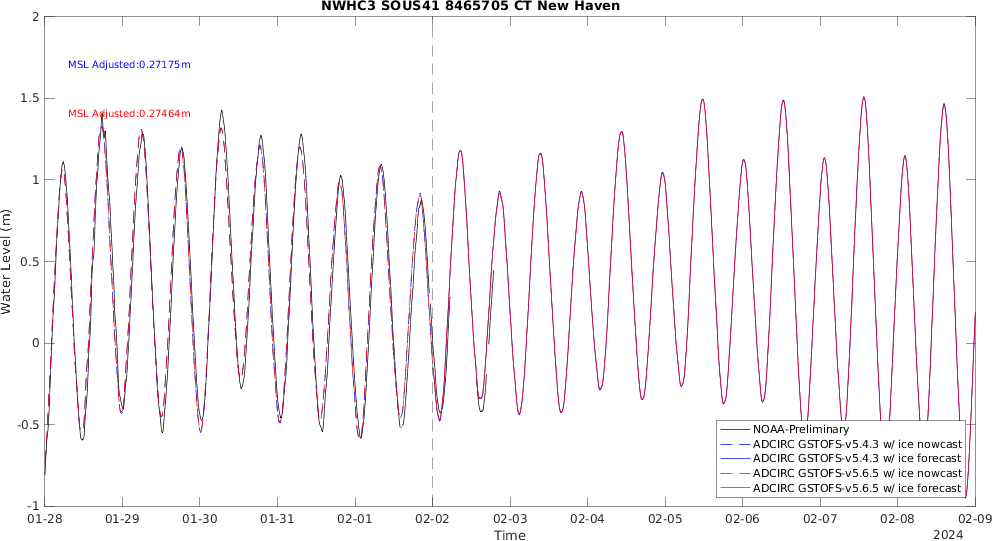 NWHC3 SOUS41 8465705 CT New Haven
2
1.5
1
0.5
0
-0.5
-1
Water Level (m)
MSL Adjusted:0.27175m
MSL Adjusted:0.27464m
NOAA-Preliminary
ADCIRC GSTOFS-v5.4.3 w/ ice nowcast
ADCIRC GSTOFS-v5.4.3 w/ ice forecast
ADCIRC GSTOFS-v5.6.5 w/ ice nowcast
ADCIRC GSTOFS-v5.6.5 w/ ice forecast
01-28 01-29 01-30 01-31 02-01 02-02 02-03 02-04 02-05 02-06 02-07 02-08 02-09
Time
2024